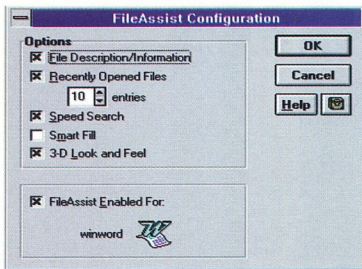 FileAssist Configuration
Options
File Description/Information
Recently Opened Files
10 entries
Speed Search
Smart Fill
3-D Look and Feel
FileAssist Enabled For:
winword
OK
Cancel
Help